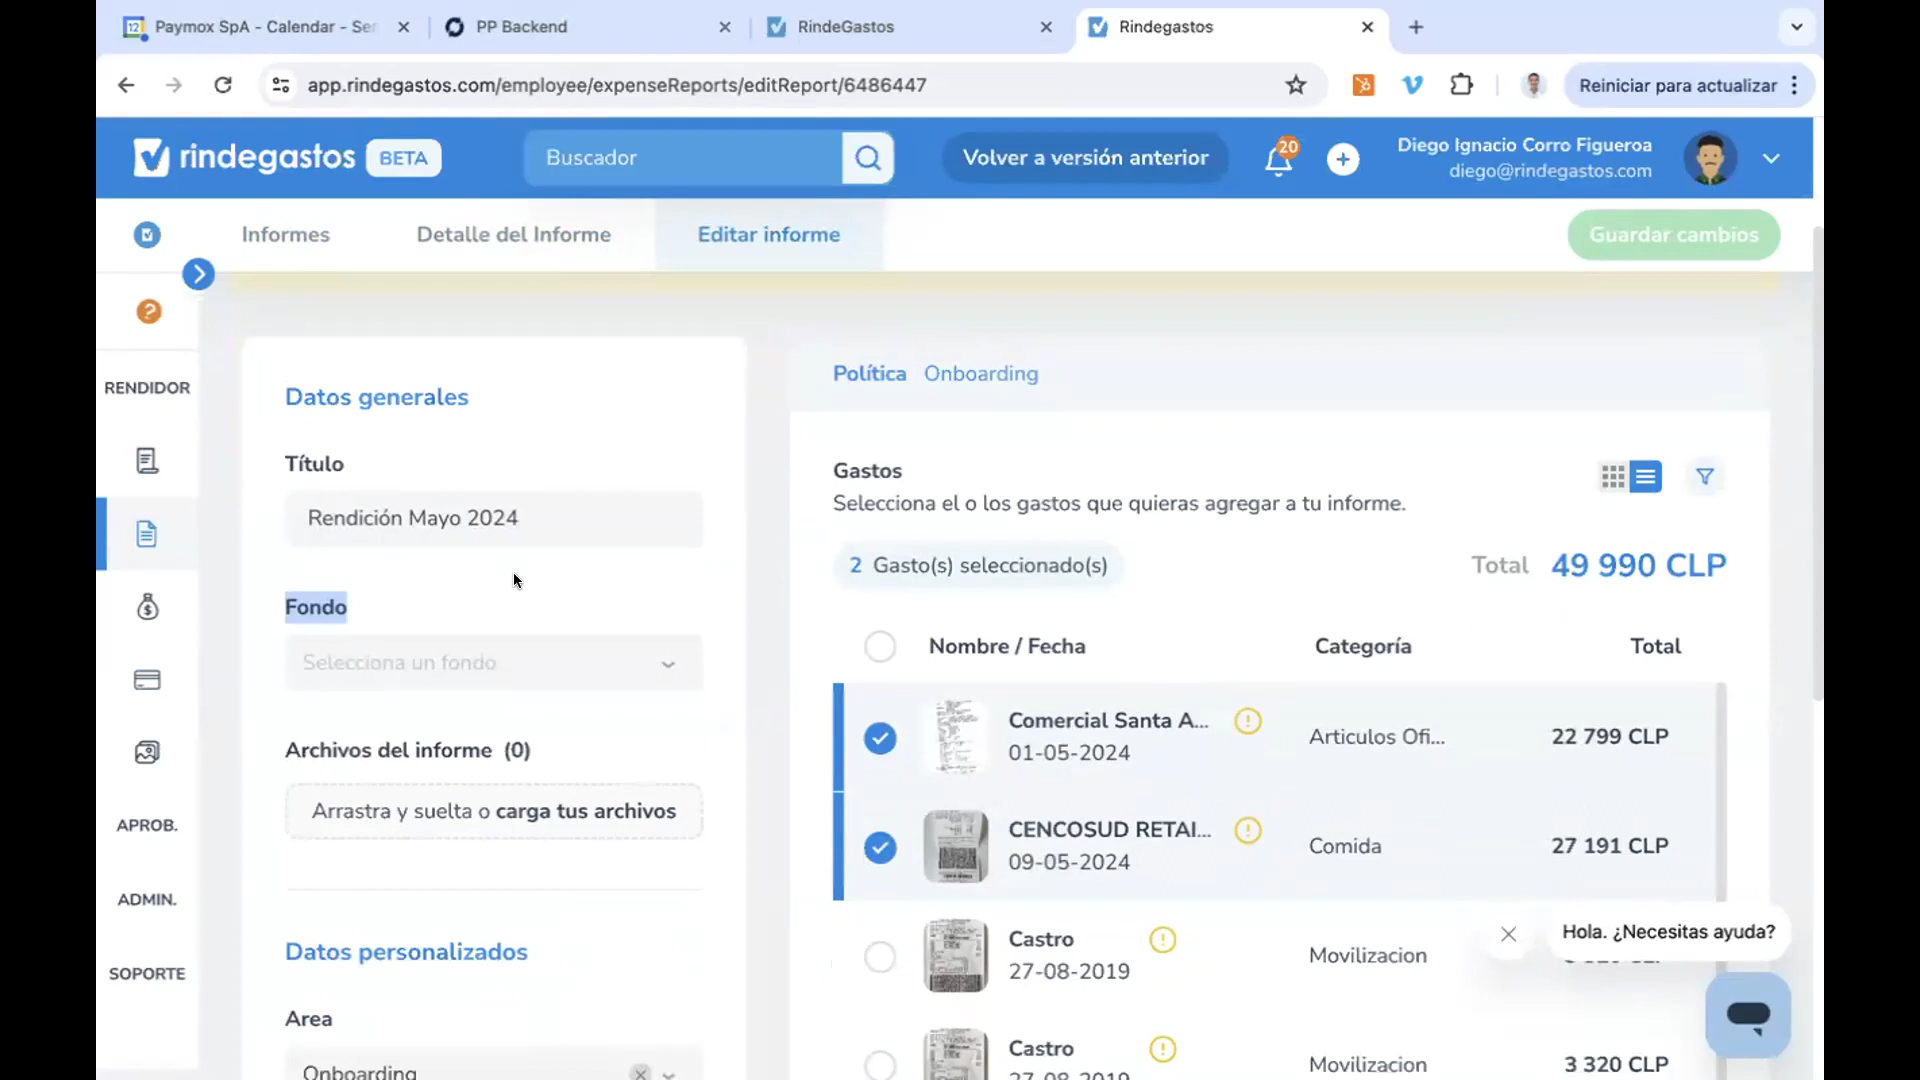 Paymox SpA - Calendar - Ser
PP Backend
RindeGastos
Rindegastos
app.rindegastos.com/employee/expenseReports/editReport/6486447
Reiniciar para actualizar
rindegastos
BETA
Buscador
Volver a versión anterior
20
Diego Ignacio Corro Figueroa
diego@rindegastos.com
Informes
Detalle del Informe
Editar informe
Guardar cambios
RENDIDOR
APROB.
ADMIN.
SOPORTE
Datos generales
Título
Rendición Mayo 2024
Fondo
Selecciona un fondo
Archivos del informe (0)
Arrastra y suelta o carga tus archivos
Datos personalizados
Area
Onboarding
Política Onboarding
Gastos
Selecciona el o los gastos que quieras agregar a tu informe.
2 Gasto(s) seleccionado(s)
Total 49 990 CLP
Nombre / Fecha
Categoría
Total
Comercial Santa A...
01-05-2024
Articulos Ofi...
22 799 CLP
CENCOSUD RETAI...
09-05-2024
Comida
27 191 CLP
Castro
27-08-2019
Movilizacion
Hola. ¿Necesitas ayuda?
Castro
27-08-2019
Movilizacion
3 320 CLP